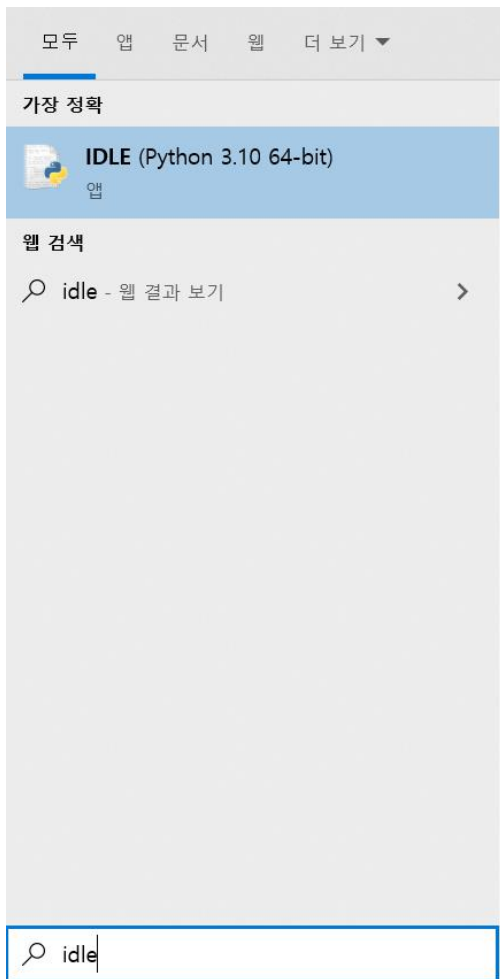 모두 앱 문서 웹 더 보기
가장 정확
IDLE (Python 3.10 64-bit)
앱
웹 검색
idle - 웹 결과 보기
idle